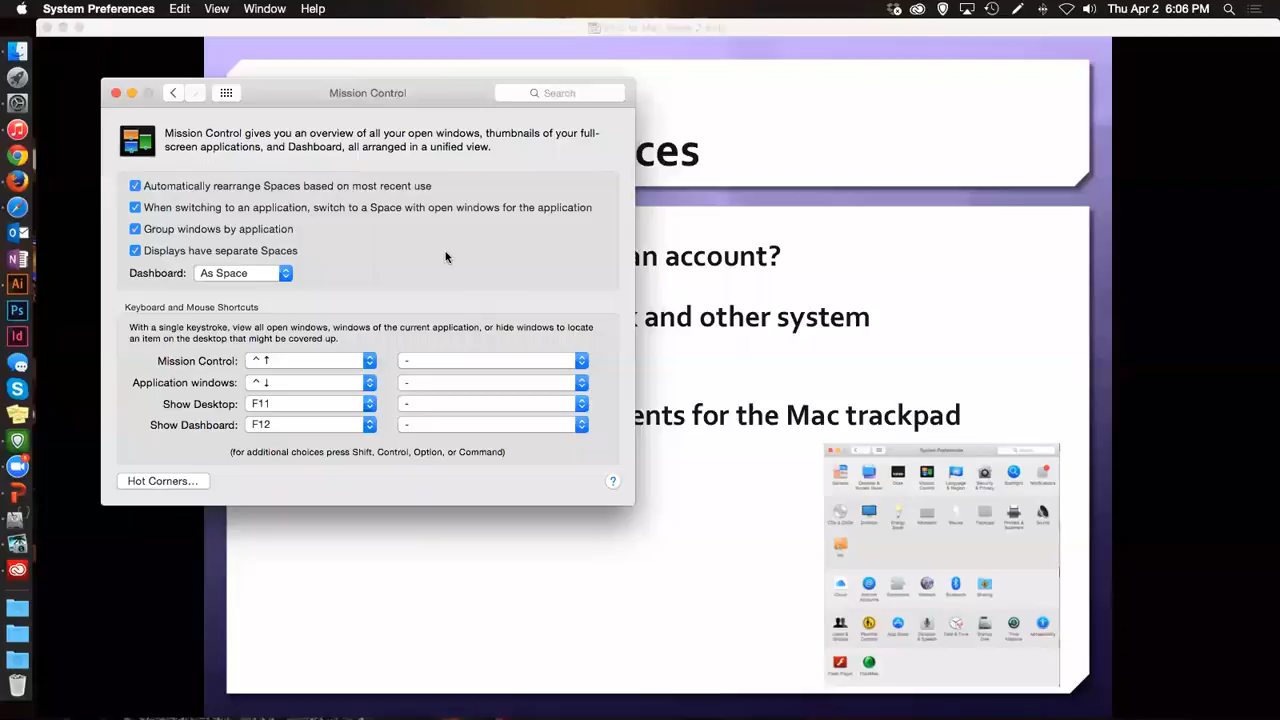 System Preferences Edit View Window Help
Thu Apr 2 6:06 PM
Mission Control
Search
Mission Control gives you an overview of all your open windows, thumbnails of your full-
screen applications, and Dashboard, all arranged in a unified view.
Automatically rearrange Spaces based on most recent use
When switching to an application, switch to a Space with open windows for the application
Group windows by application
Displays have separate Spaces
Dashboard: As Space
Keyboard and Mouse Shortcuts
With a single keystroke, view all open windows, windows of the current application, or hide windows to locate
an item on the desktop that might be covered up.
Mission Control: ^ ↑ -
Application windows: ^ ↓ -
Show Desktop: F11 -
Show Dashboard: F12 -
(for additional choices press Shift, Control, Option, or Command)
Hot Corners... ?
ces
an account?
and other system
ents for the Mac trackpad
System Preferences
Ai
Ps
Id